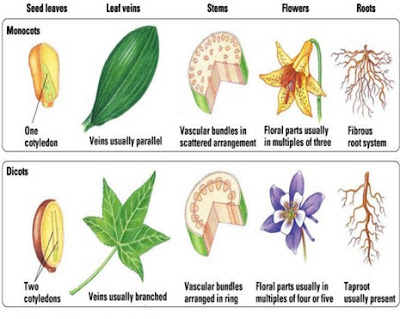 Seed leaves Leaf veins Stems Flowers Roots
Monocots
One
cotyledon
Veins usually parallel
Vascular bundles in
scattered arrangement
Floral parts usually
in multiples of three
Fibrous
root system
Dicots
Two
cotyledons
Veins usually branched
Vascular bundles
arranged in ring
Floral parts usually in
multiples of four or five
Taproot
usually present